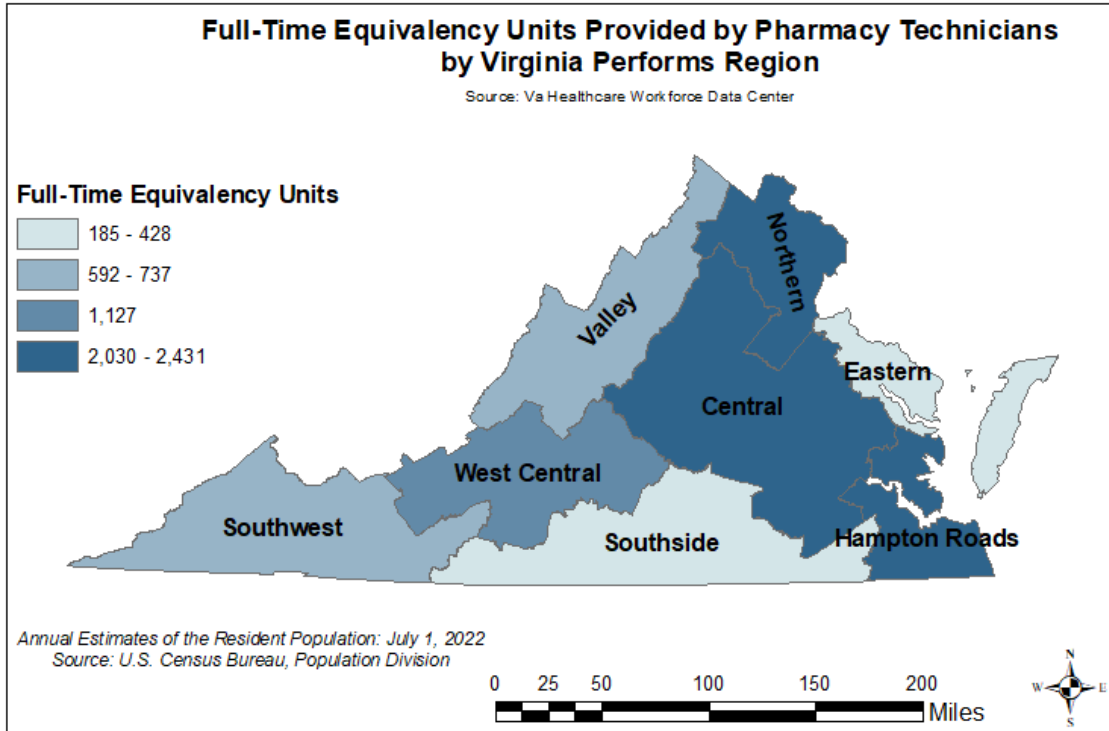 Full-Time Equivalency Units Provided by Pharmacy Technicians
by Virginia Performs Region
Source: Va Healthcare Workforce Data Center
Full-Time Equivalency Units
185 - 428
592 - 737
1,127
2,030 - 2,431
Northern
Valley
Eastern
Central
West Central
Southwest
Southside
Hampton Roads
Annual Estimates of the Resident Population: July 1, 2022
Source: U.S. Census Bureau, Population Division
0 25 50 100 150 200
Miles
N
W E
S